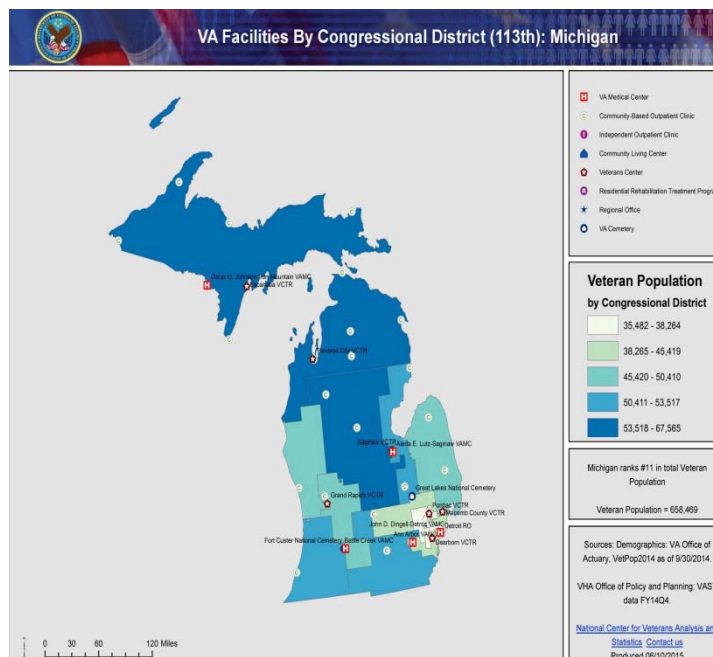 VA Facilities By Congressional District (113th): Michigan
VA Medical Center
Community-Based Outpatient Clinic
Independent Outpatient Clinic
Community Living Center
Veterans Center
Residential Rehabilitation Treatment Progra
Regional Office
VA Cemetery
Veteran Population
by Congressional District
35,482 - 38,264
38,265 - 45,419
45,420 - 50,410
50,411 - 53,517
53,518 - 67,565
Michigan ranks #11 in total Veteran
Population
Veteran Population = 658,469
Sources: Demographics: VA Office of
Actuary, VetPop2014 as of 9/30/2014.
VHA Office of Policy and Planning: VAST
data FY14Q4.
National Center for Veterans Analysis an
Statistics Contact us
Produced 06/10/2015
Mountain VAMC
VCTR
Traverse City VCTR
Saginaw VCTR
Aleda E. Lutz-Saginaw VAMC
Great Lakes National Cemetery
Grand Rapids VCTR
Pontiac VCTR
Macomb County VCTR
John D. Dingell-Detroit VAMC
Detroit RO
Fort Custer National Cemetery
Battle Creek VAMC
Ann Arbor VAMC
Dearborn VCTR
0 30 60 120 Miles